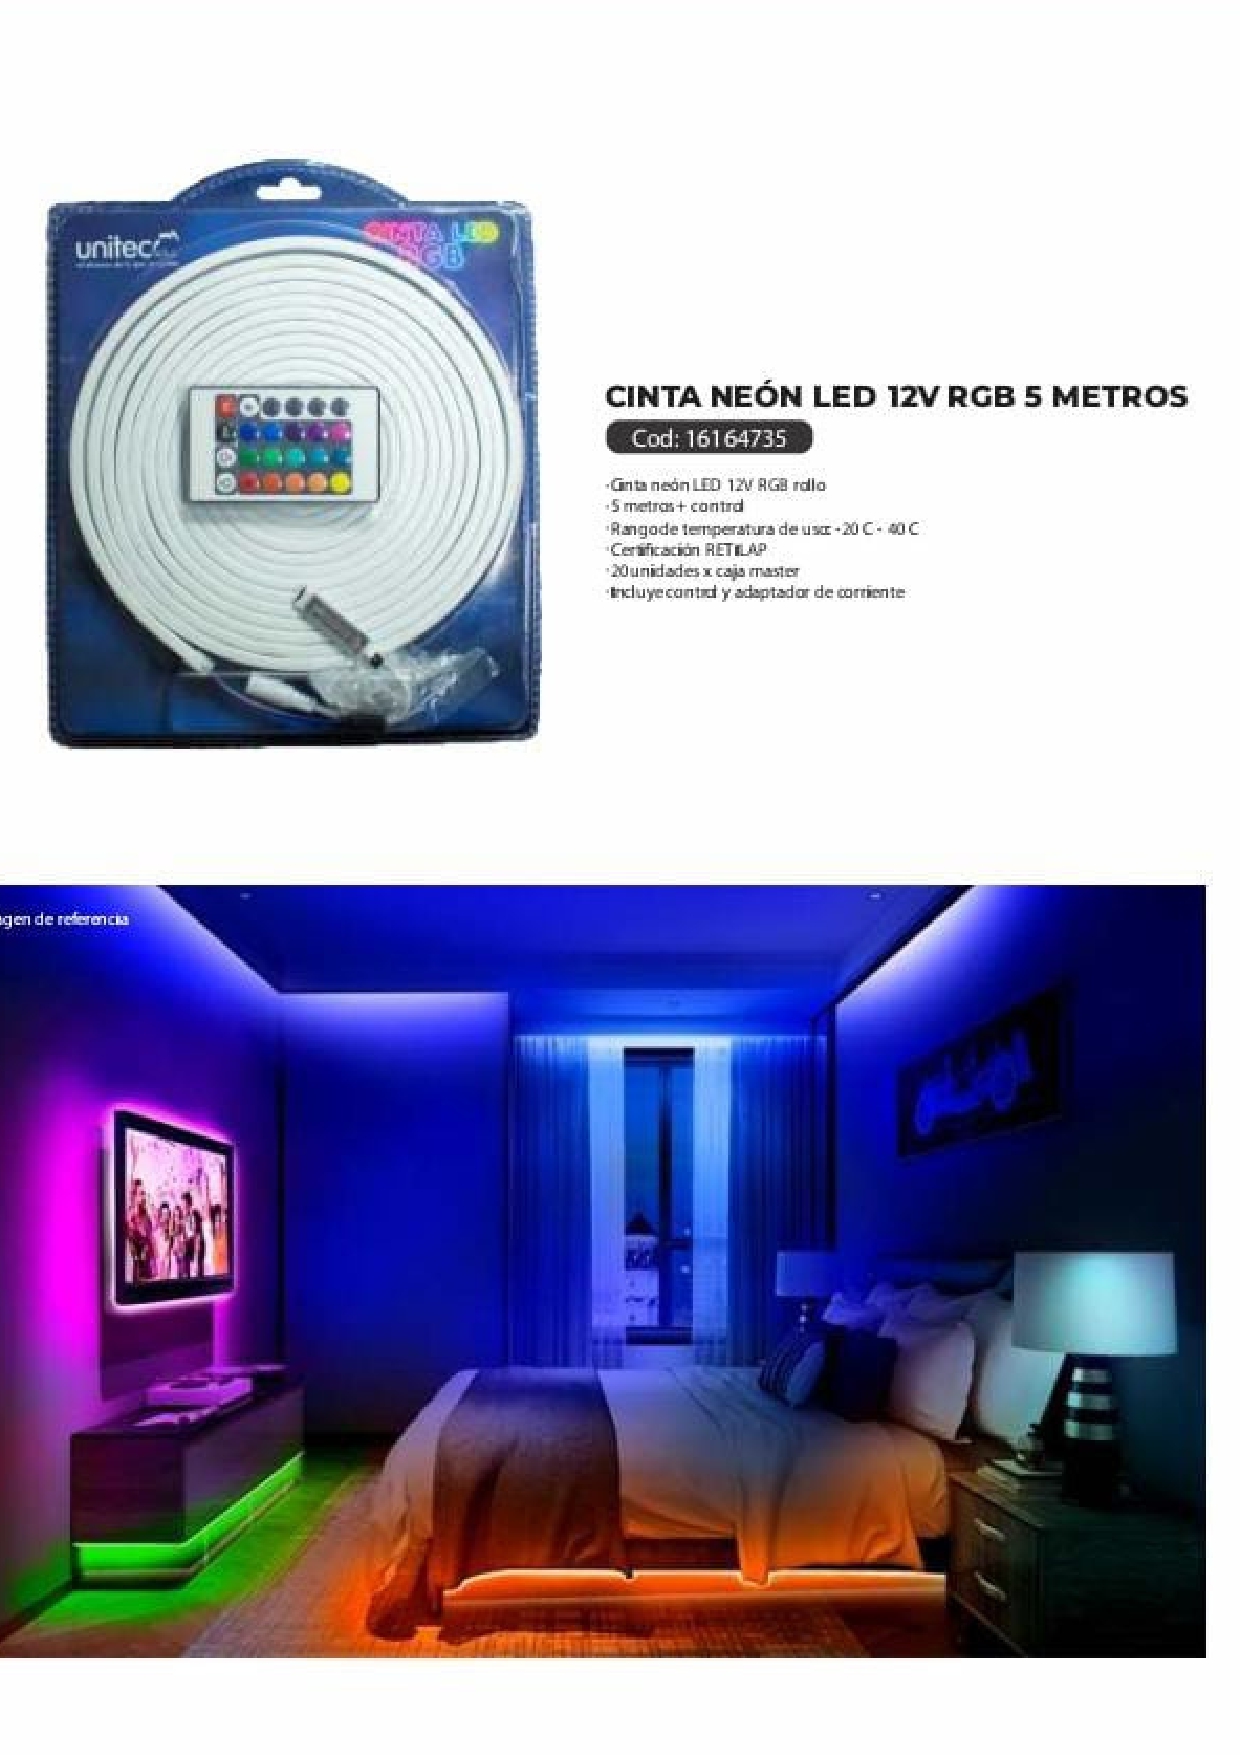 unitec
CINTA LED
RGB
CINTA NEÓN LED 12V RGB 5 METROS
Cod: 16164735
·Cinta neón LED 12V RGB rollo
·5 metros+ control
·Rango de temperatura de uso: -20 C - 40 C
·Certificación RETILAP
·20 unidades x caja master
·Incluye control y adaptador de corriente
agen de referencia